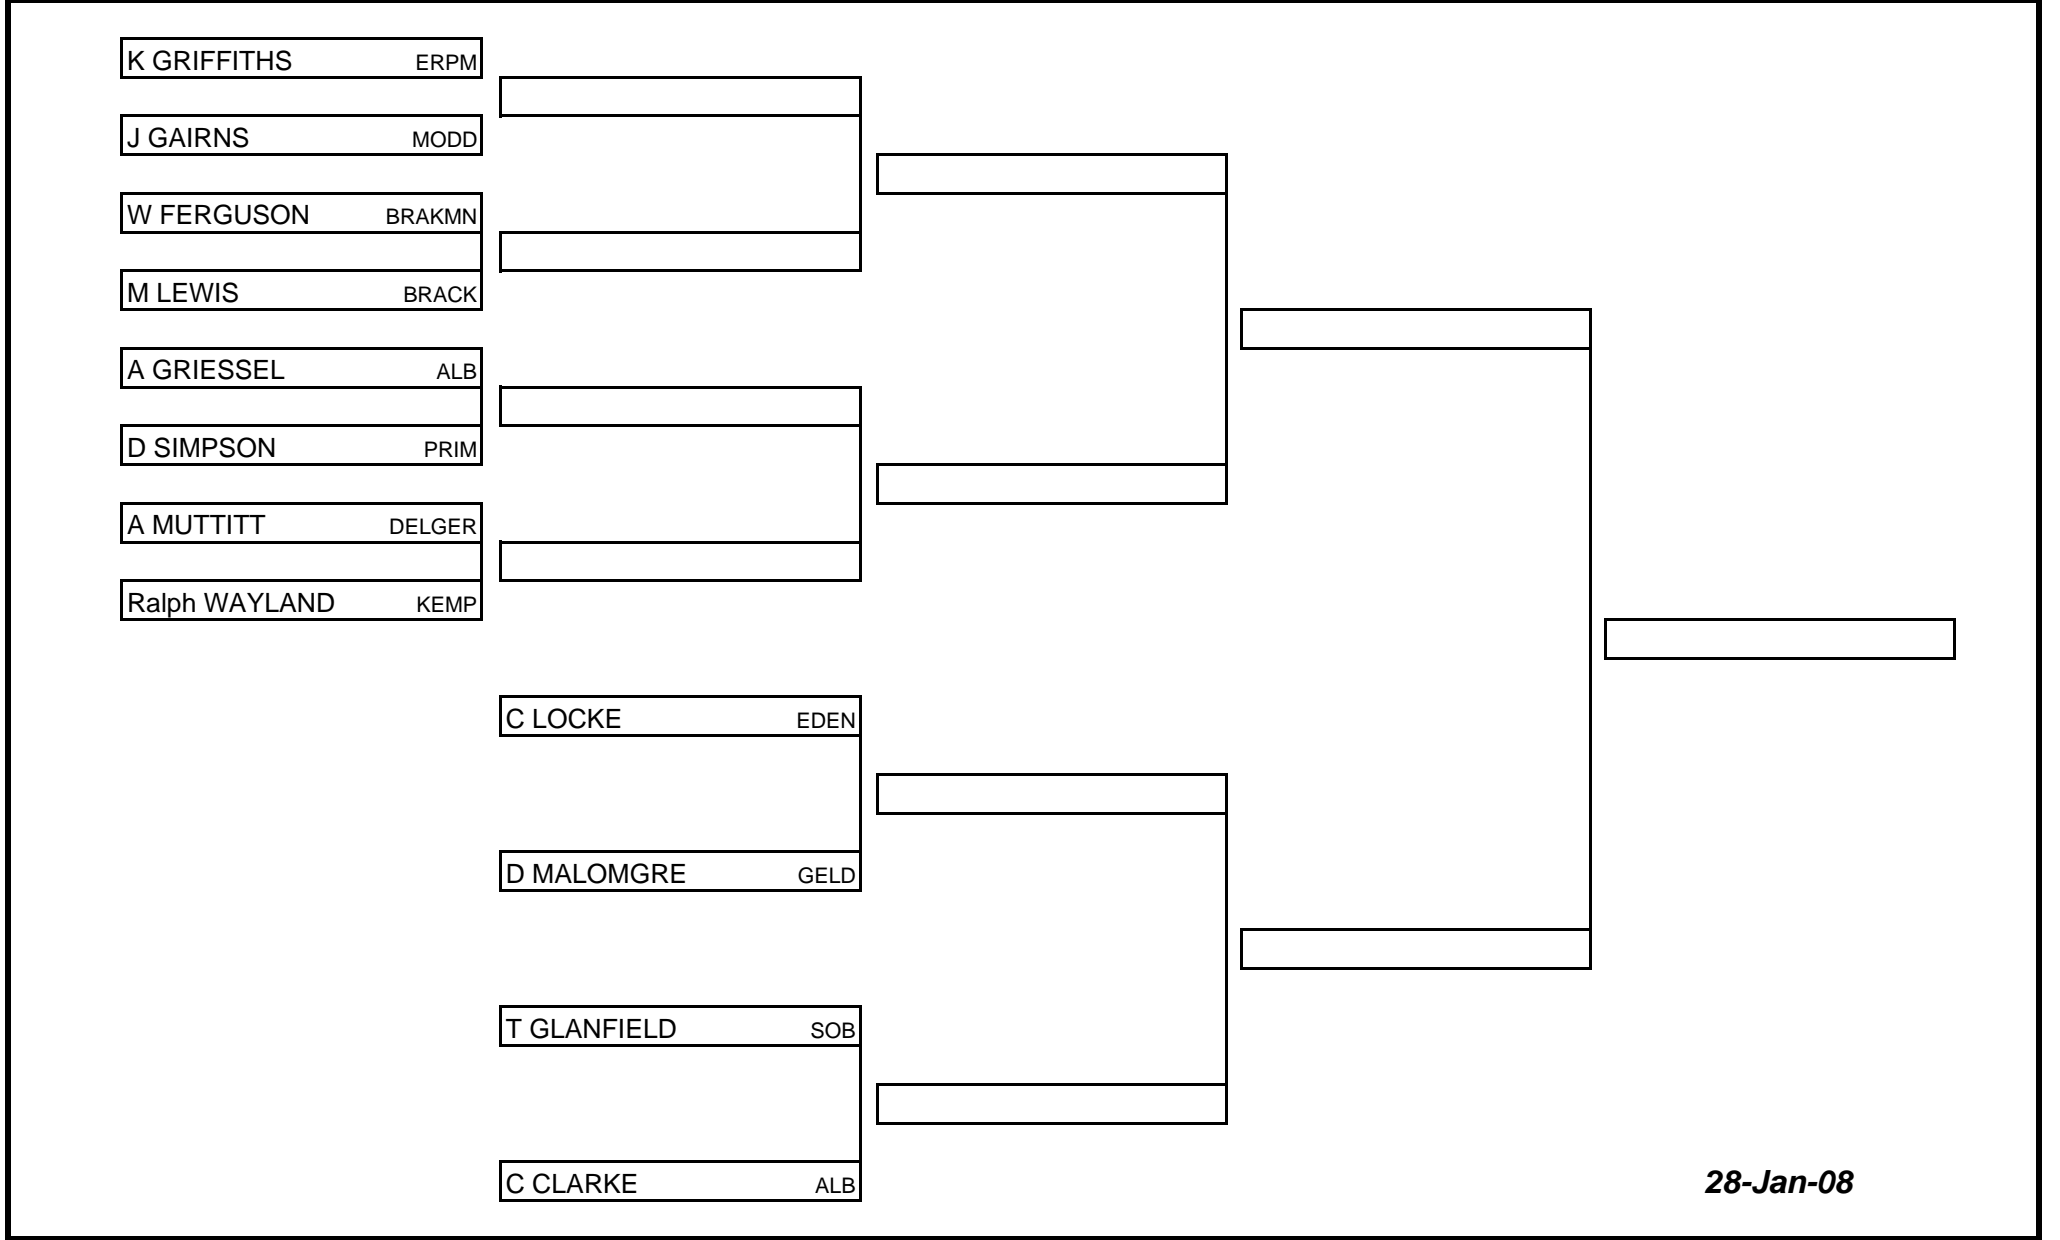 K GRIFFITHS ERPM
J GAIRNS MODD
W FERGUSON BRAKMN
M LEWIS BRACK
A GRIESSEL ALB
D SIMPSON PRIM
A MUTTITT DELGER
Ralph WAYLAND KEMP
C LOCKE EDEN
D MALOMGRE GELD
T GLANFIELD SOB
C CLARKE ALB
28-Jan-08